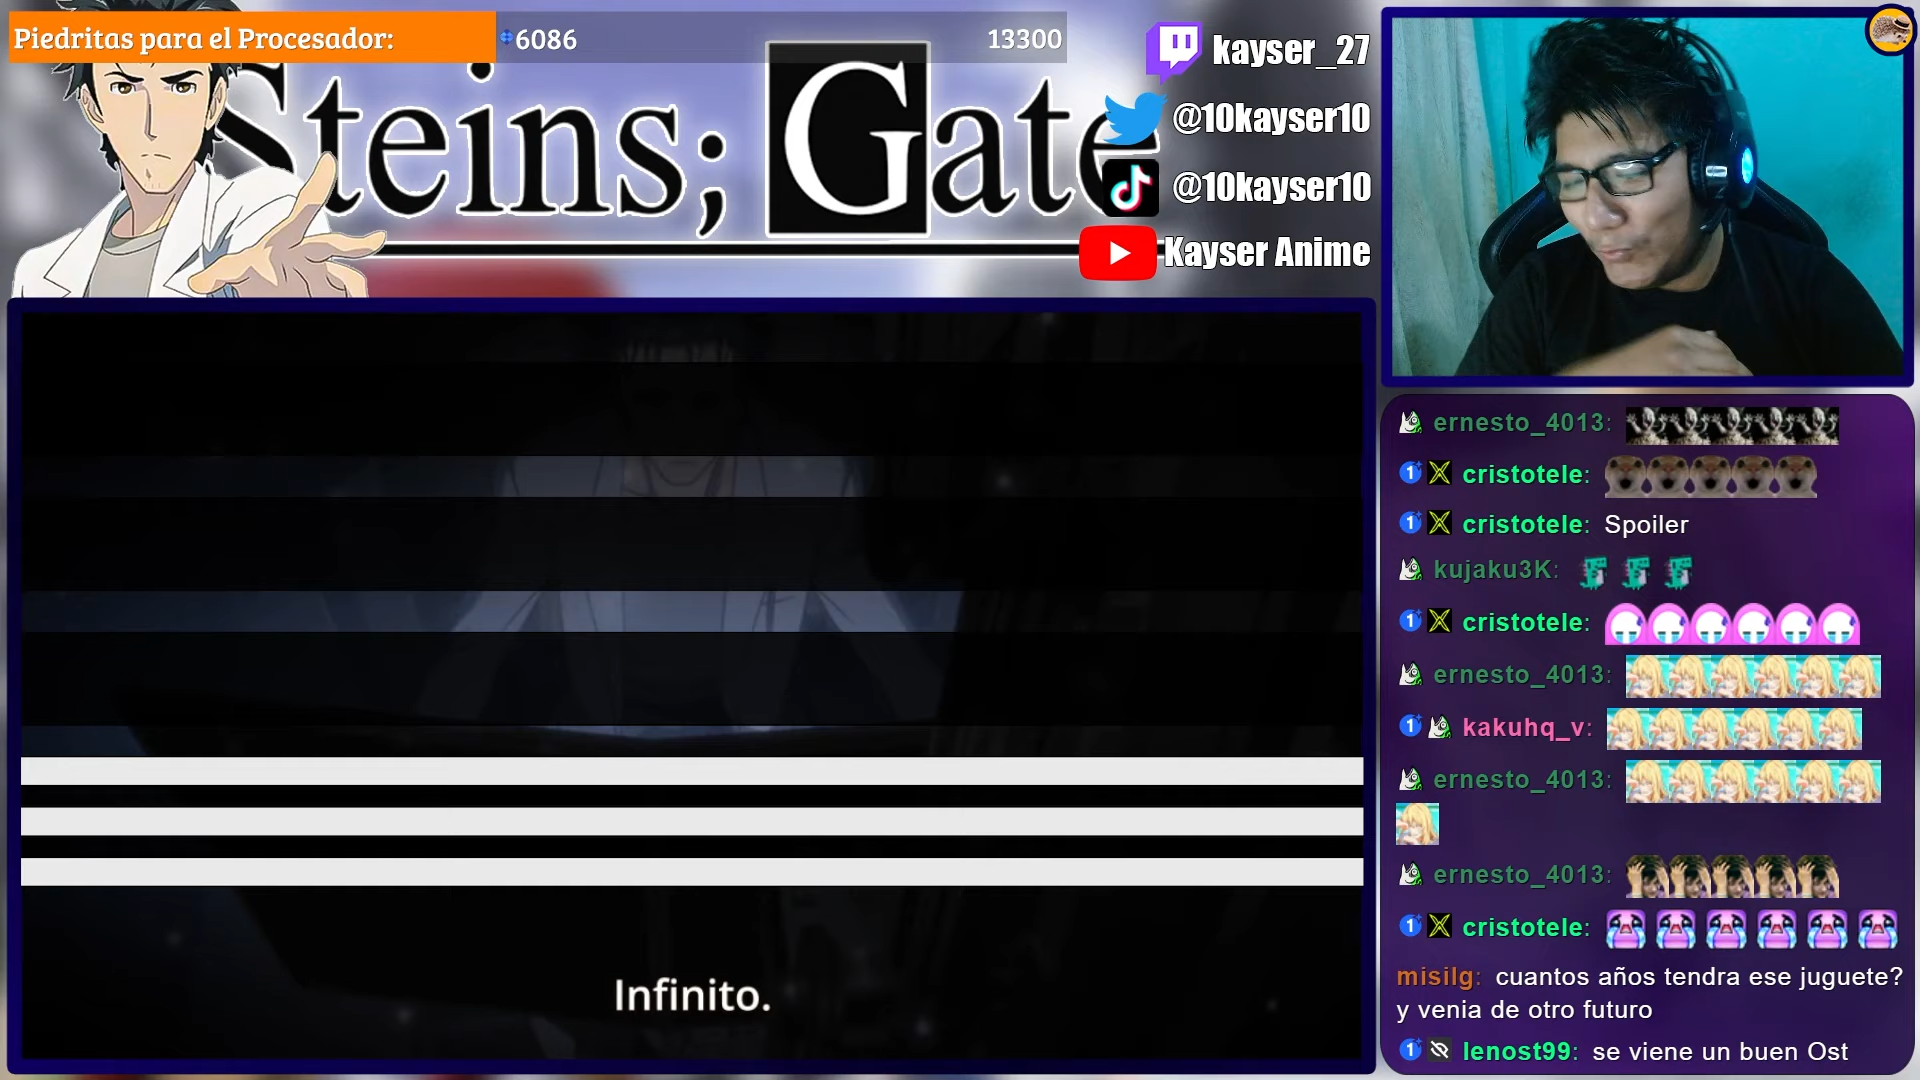 Piedritas para el Procesador: 6086 13300
Steins; Gate
kayser_27
@10kayser10
@10kayser10
Kayser Anime
Infinito.
ernesto_4013:
cristotele:
cristotele: Spoiler
kujaku3K:
cristotele:
ernesto_4013:
kakuhq_v:
ernesto_4013:
ernesto_4013:
cristotele:
misilg: cuantos años tendra ese juguete?
y venia de otro futuro
lenost99: se viene un buen Ost